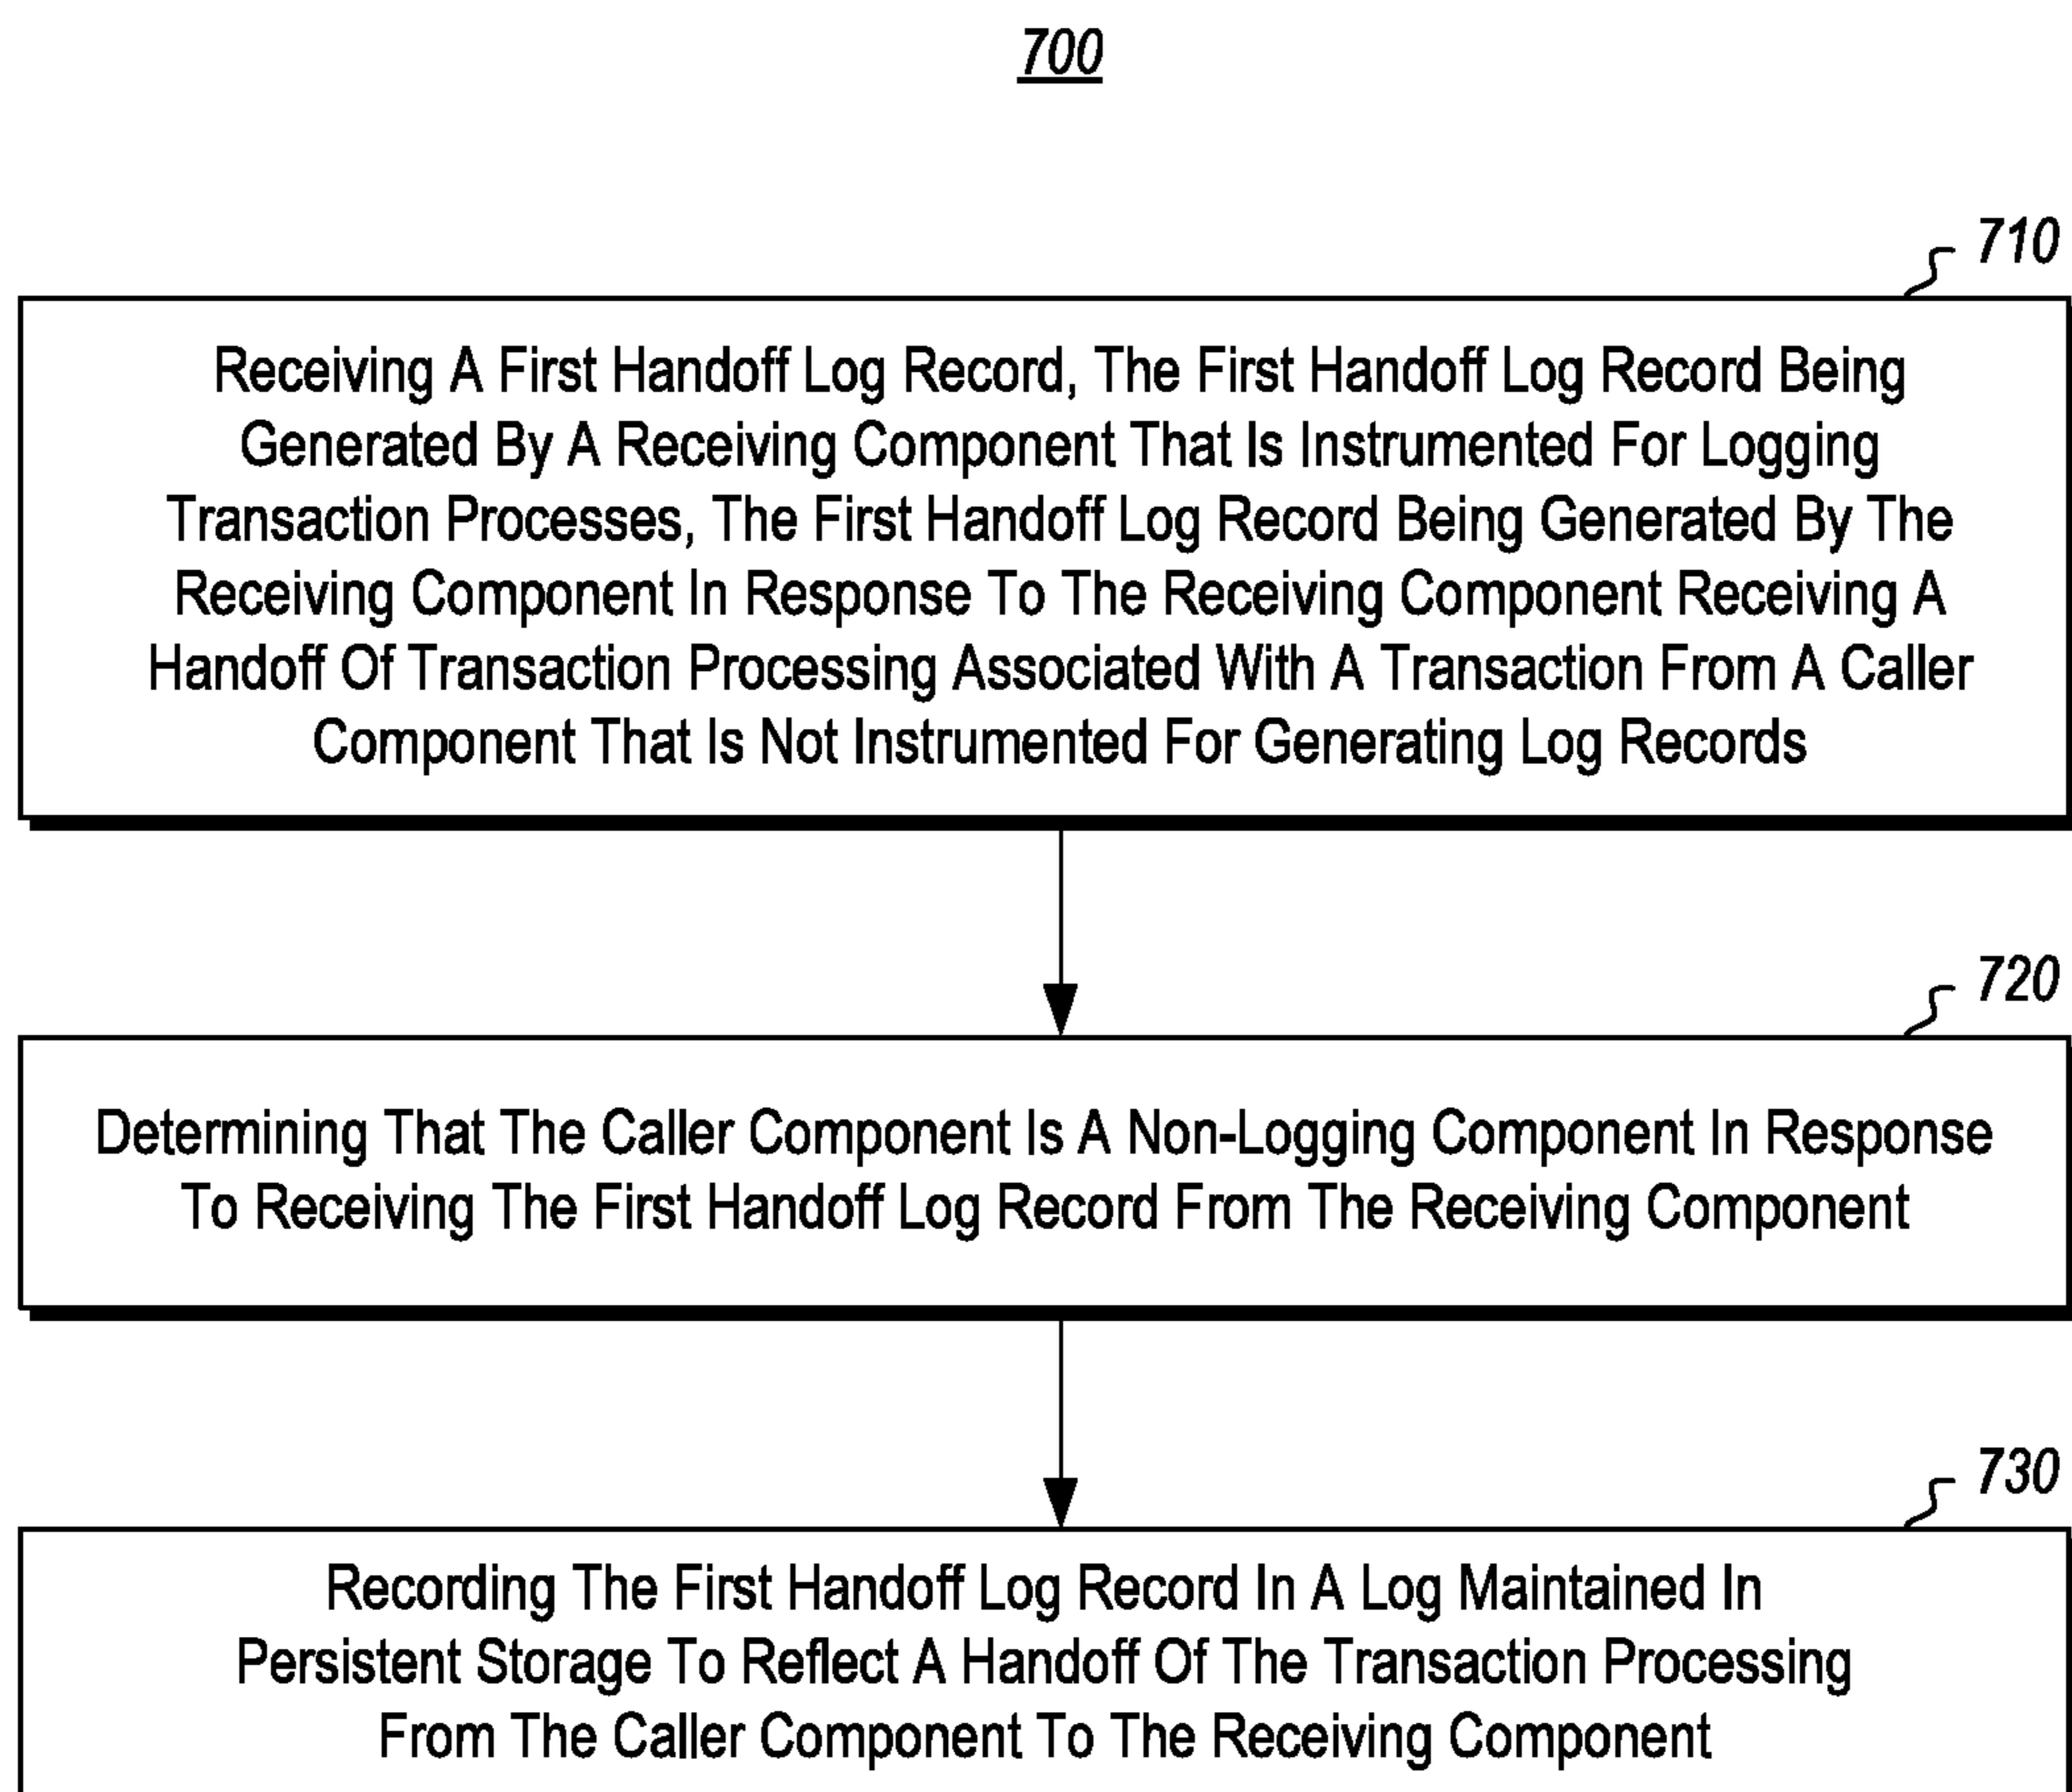 700
710
Receiving A First Handoff Log Record, The First Handoff Log Record Being
Generated By A Receiving Component That Is Instrumented For Logging
Transaction Processes, The First Handoff Log Record Being Generated By The
Receiving Component In Response To The Receiving Component Receiving A
Handoff Of Transaction Processing Associated With A Transaction From A Caller
Component That Is Not Instrumented For Generating Log Records
720
Determining That The Caller Component Is A Non-Logging Component In Response
To Receiving The First Handoff Log Record From The Receiving Component
730
Recording The First Handoff Log Record In A Log Maintained In
Persistent Storage To Reflect A Handoff Of The Transaction Processing
From The Caller Component To The Receiving Component